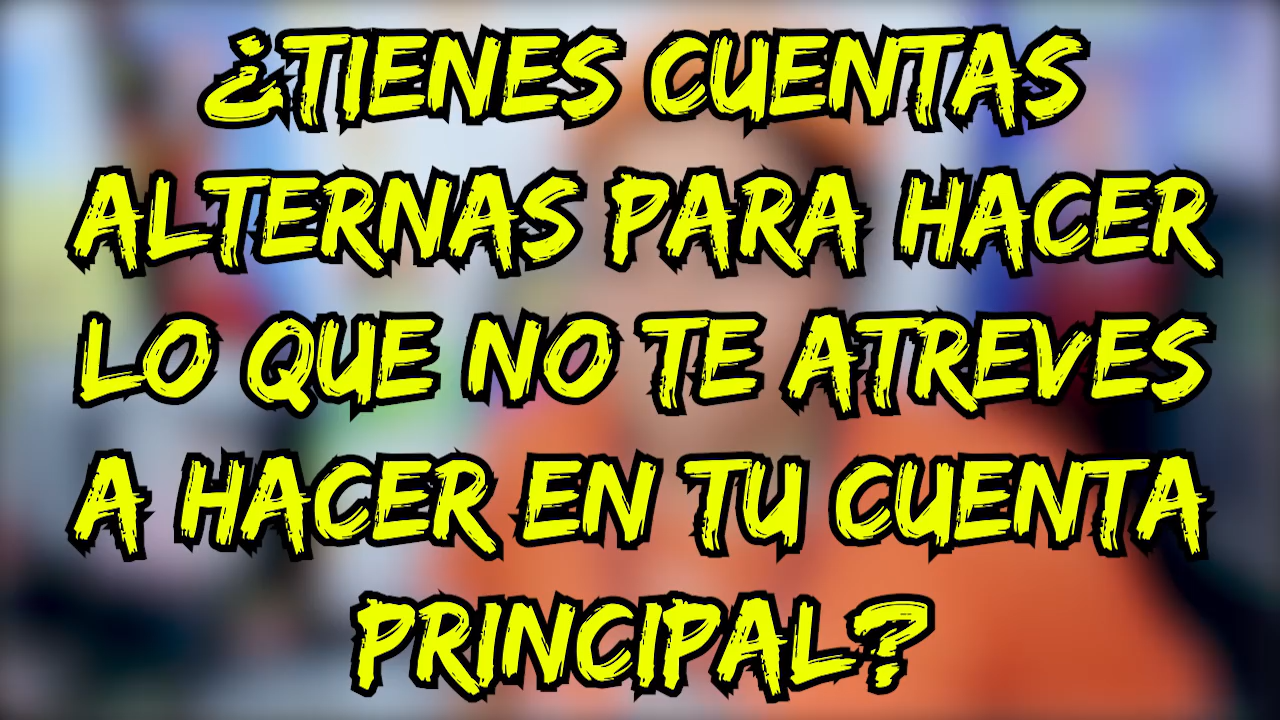 ¿TIENES CUENTAS
ALTERNAS PARA HACER
LO QUE NO TE ATREVES
A HACER EN TU CUENTA
PRINCIPAL?